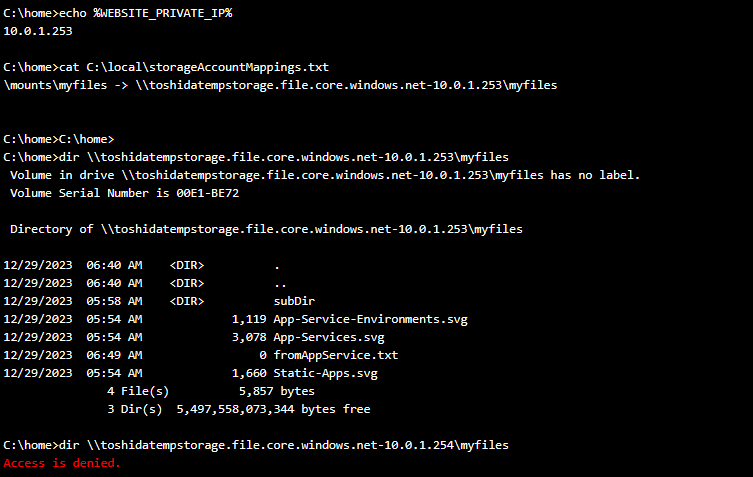 C:\home>echo %WEBSITE_PRIVATE_IP%
10.0.1.253
C:\home>cat C:\local\storageAccountMappings.txt
\mounts\myfiles -> \\toshidatempstorage.file.core.windows.net-10.0.1.253\myfiles
C:\home>C:\home>
C:\home>dir \\toshidatempstorage.file.core.windows.net-10.0.1.253\myfiles
 Volume in drive \\toshidatempstorage.file.core.windows.net-10.0.1.253\myfiles has no label.
 Volume Serial Number is 00E1-BE72
 Directory of \\toshidatempstorage.file.core.windows.net-10.0.1.253\myfiles
12/29/2023  06:40 AM    <DIR>          .
12/29/2023  06:40 AM    <DIR>          ..
12/29/2023  05:58 AM    <DIR>          subDir
12/29/2023  05:54 AM             1,119 App-Service-Environments.svg
12/29/2023  05:54 AM             3,078 App-Services.svg
12/29/2023  06:49 AM                 0 fromAppService.txt
12/29/2023  05:54 AM             1,660 Static-Apps.svg
               4 File(s)          5,857 bytes
               3 Dir(s)  5,497,558,073,344 bytes free
C:\home>dir \\toshidatempstorage.file.core.windows.net-10.0.1.254\myfiles
Access is denied.